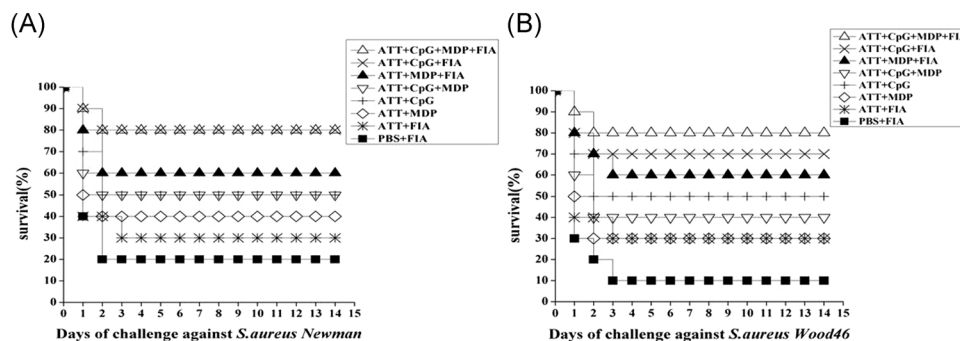 (A)
ATT+CpG+MDP+FIA
ATT+CpG+FIA
ATT+MDP+FIA
ATT+CpG+MDP
ATT+CpG
ATT+MDP
ATT+FIA
PBS+FIA
survival(%)
100
90
80
70
60
50
40
30
20
10
0
0 1 2 3 4 5 6 7 8 9 10 11 12 13 14 15
Days of challenge against S.aureus Newman
(B)
ATT+CpG+MDP+FIA
ATT+CpG+FIA
ATT+MDP+FIA
ATT+CpG+MDP
ATT+CpG
ATT+MDP
ATT+FIA
PBS+FIA
survival(%)
100
90
80
70
60
50
40
30
20
10
0
0 1 2 3 4 5 6 7 8 9 10 11 12 13 14 15
Days of challenge against S.aureus Wood46